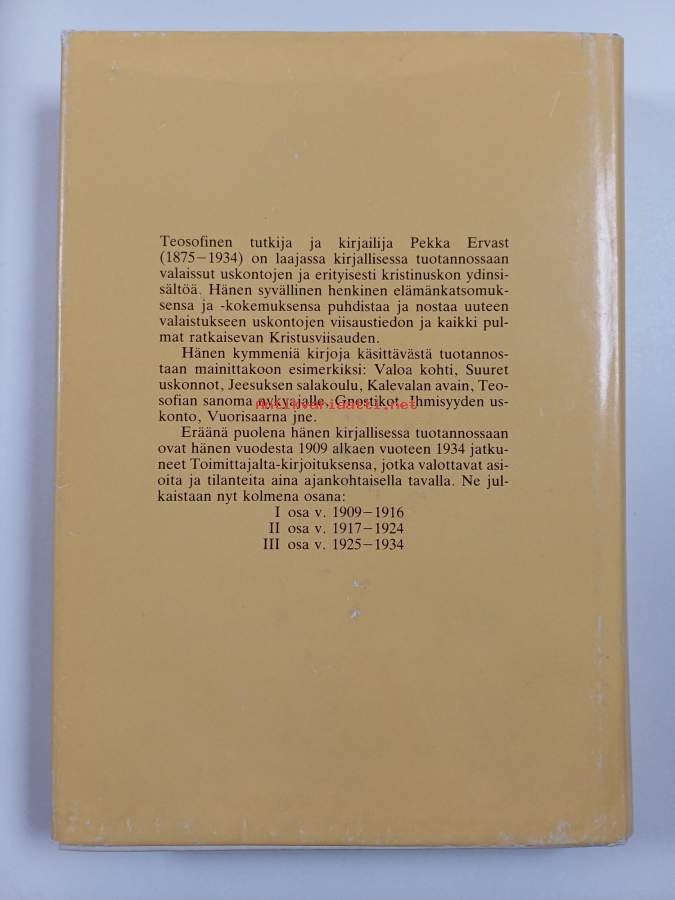 Teosofinen tutkija ja kirjailija Pekka Ervast
(1875–1934) on laajassa kirjallisessa tuotannossaan
valaissut uskontojen ja erityisesti kristinuskon ydinsi-
sältöä. Hänen syvällinen henkinen elämänkatsomuk-
sensa ja -kokemuksensa puhdistaa ja nostaa uuteen
valaistukseen uskontojen viisaustiedon ja kaikki pul-
mat ratkaisevan Kristusviisauden.
Hänen kymmeniä kirjoja käsittävästä tuotannos-
taan mainittakoon esimerkiksi: Valoa kohti, Suuret
uskonnot, Jeesuksen salakoulu, Kalevalan avain, Teo-
sofian sanoma nykyajalle, Gnostikot, Ihmisyyden us-
antikvariaatti.net
konto, Vuorisaarna jne.
Eräänä puolena hänen kirjallisessa tuotannossaan
ovat hänen vuodesta 1909 alkaen vuoteen 1934 jatku-
neet Toimittajalta-kirjoituksensa, jotka valottavat asi-
oita ja tilanteita aina ajankohtaisella tavalla. Ne jul-
kaistaan nyt kolmena osana:
I osa v. 1909–1916
II osa v. 1917–1924
III osa v. 1925–1934